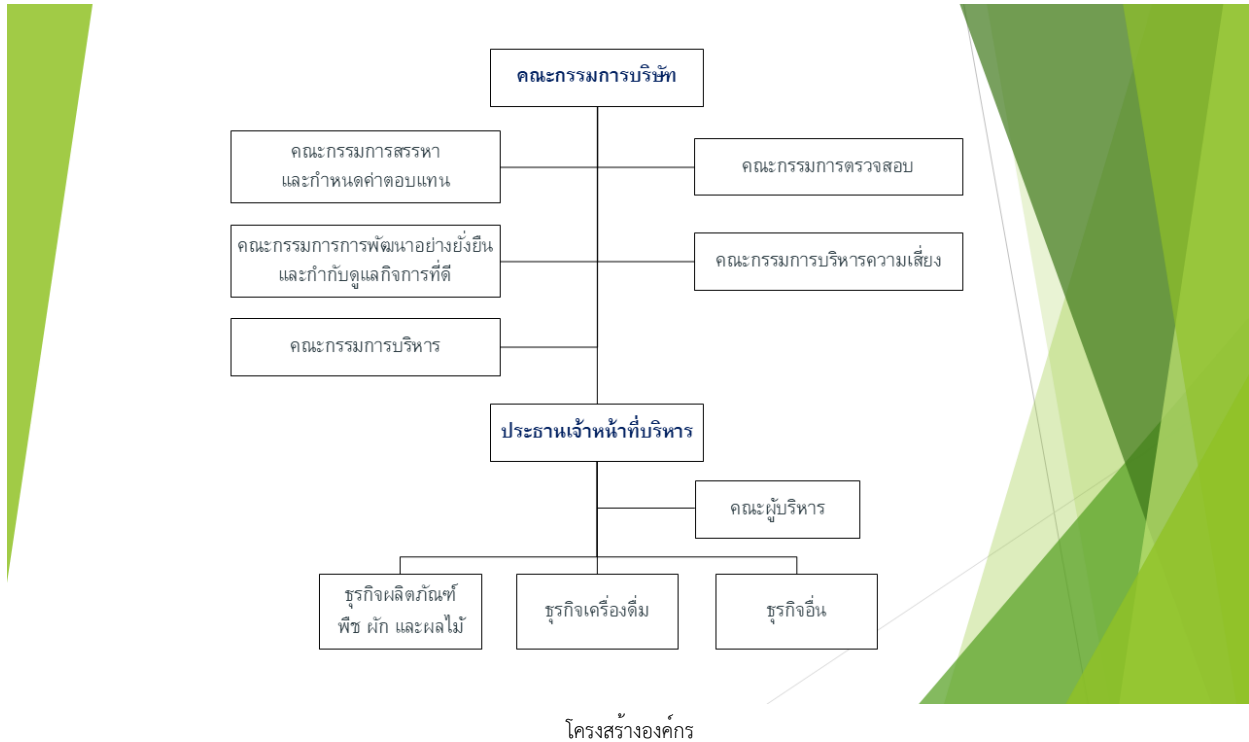 คณะกรรมการบริษัท
คณะกรรมการสรรหา
และกำหนดค่าตอบแทน
คณะกรรมการตรวจสอบ
คณะกรรมการการพัฒนาอย่างยั่งยืน
และกำกับดูแลกิจการที่ดี
คณะกรรมการบริหารความเสี่ยง
คณะกรรมการบริหาร
ประธานเจ้าหน้าที่บริหาร
คณะผู้บริหาร
ธุรกิจผลิตภัณฑ์
พืช ผัก และผลไม้
ธุรกิจเครื่องดื่ม
ธุรกิจอื่น
โครงสร้างองค์กร